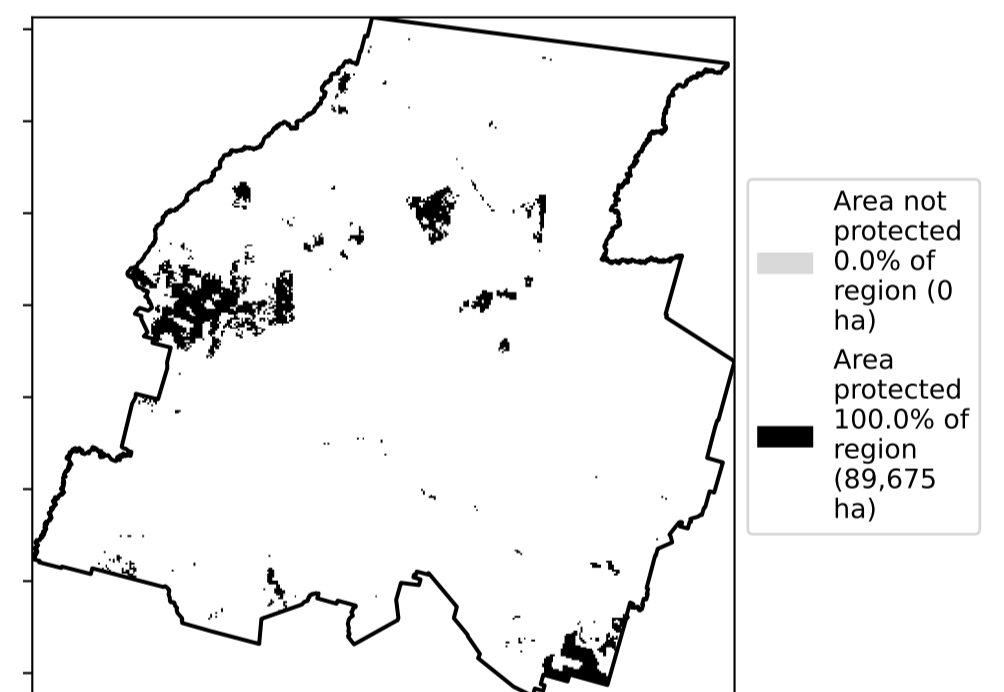 Area not
protected
0.0% of
region (0
ha)
Area
protected
100.0% of
region
(89,675
ha)